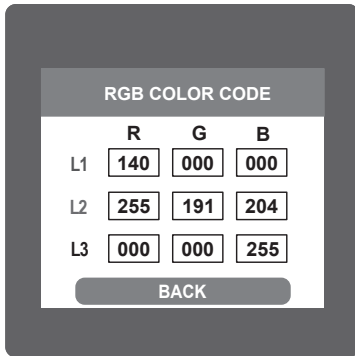 RGB COLOR CODE
R G B
L1 140 000 000
L2 255 191 204
L3 000 000 255
BACK